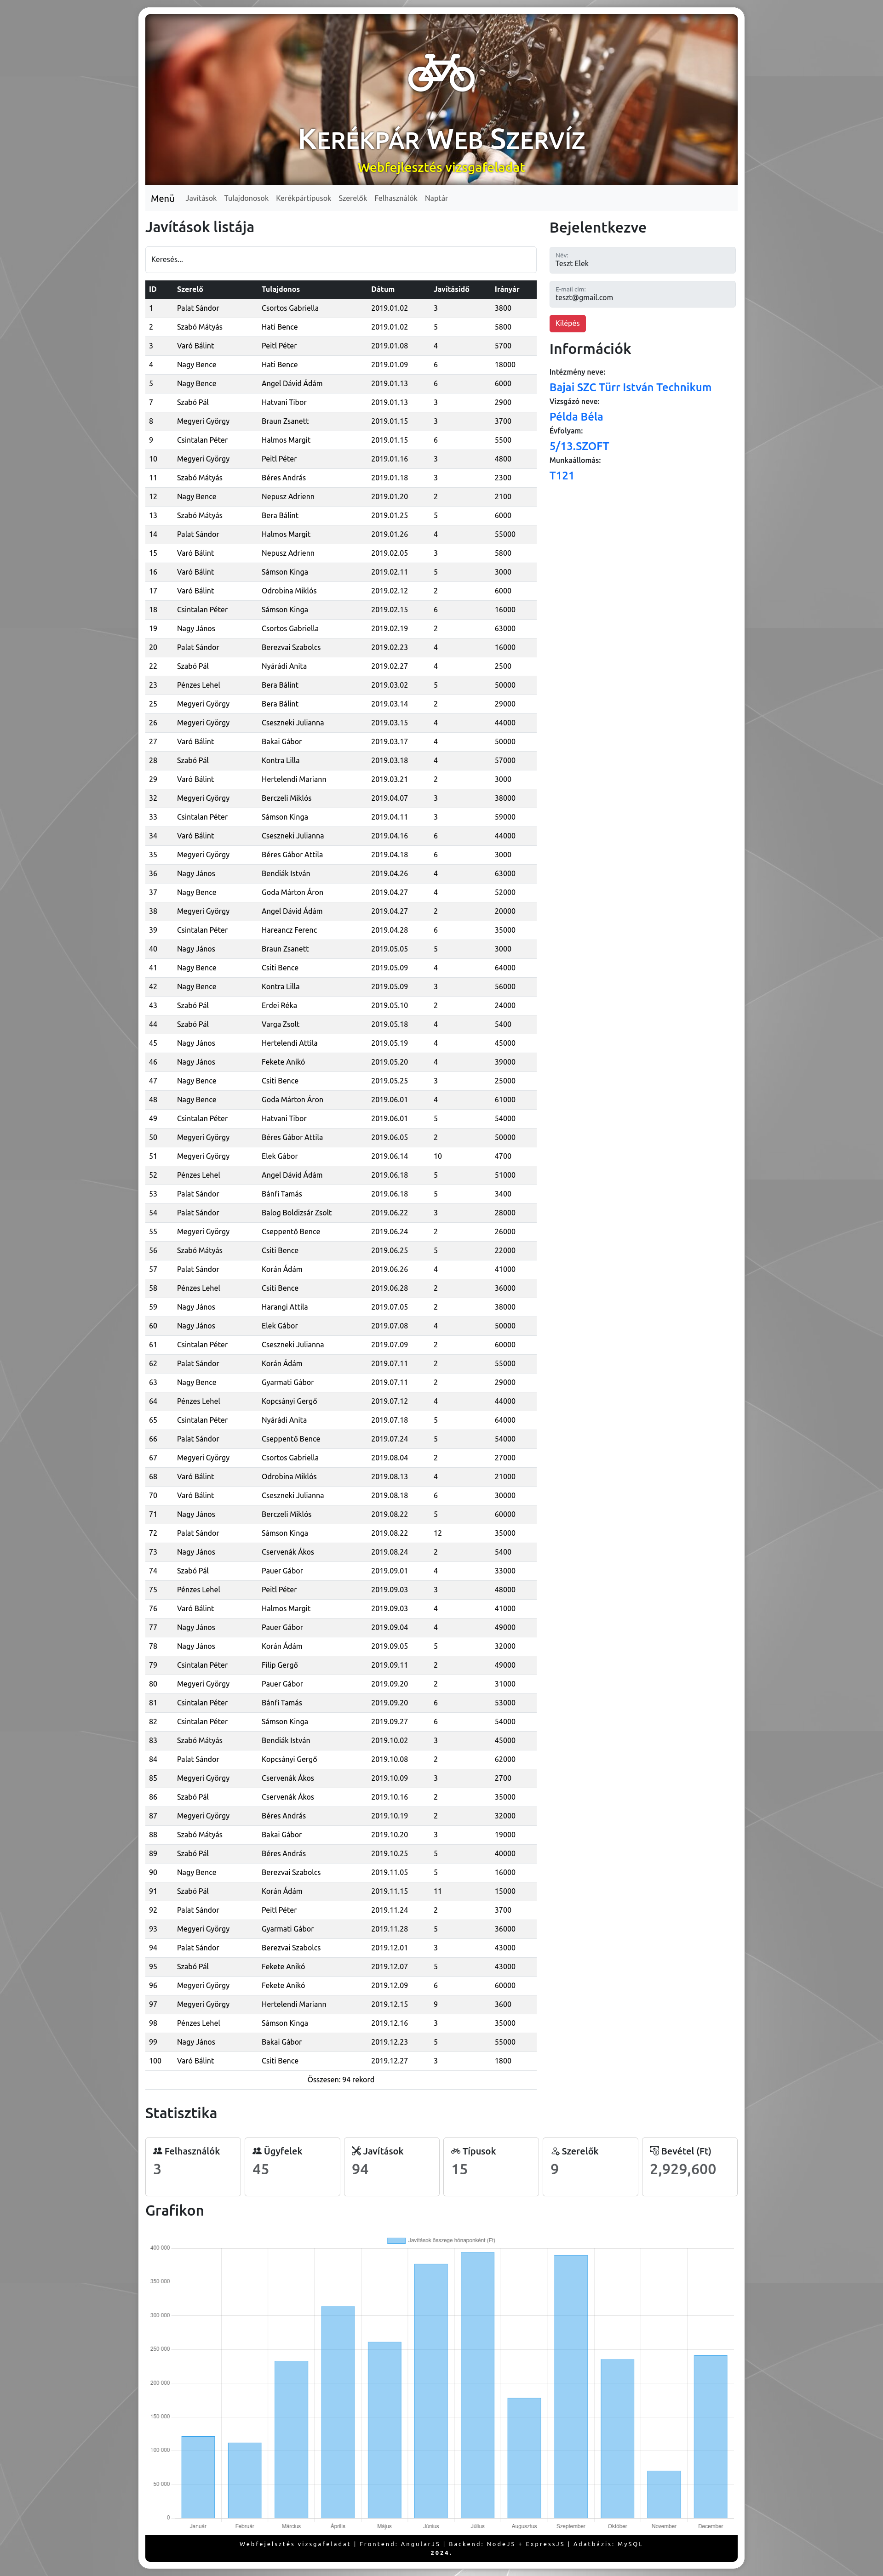 KERÉKPÁR WEB SZERVÍZ
Webfejlesztés vizsgafeladat
Menü Javítások Tulajdonosok Kerékpártípusok Szerelők Felhasználók Naptár
Javítások listája
Keresés...
ID Szerelő Tulajdonos Dátum Javításidő Irányár
1 Palat Sándor Csortos Gabriella 2019.01.02 3 3800
2 Szabó Mátyás Hati Bence 2019.01.02 5 5800
3 Varó Bálint Peitl Péter 2019.01.08 4 5700
4 Nagy Bence Hati Bence 2019.01.09 6 18000
5 Nagy Bence Angel Dávid Ádám 2019.01.13 6 6000
7 Szabó Pál Hatvani Tibor 2019.01.13 3 2900
8 Megyeri György Braun Zsanett 2019.01.15 3 3700
9 Csintalan Péter Halmos Margit 2019.01.15 6 5500
10 Megyeri György Peitl Péter 2019.01.16 3 4800
11 Szabó Mátyás Béres András 2019.01.18 3 2300
12 Nagy Bence Nepusz Adrienn 2019.01.20 2 2100
13 Szabó Mátyás Bera Bálint 2019.01.25 5 6000
14 Palat Sándor Halmos Margit 2019.01.26 4 55000
15 Varó Bálint Nepusz Adrienn 2019.02.05 3 5800
16 Varó Bálint Sámson Kinga 2019.02.11 5 3000
17 Varó Bálint Odrobina Miklós 2019.02.12 2 6000
18 Csintalan Péter Sámson Kinga 2019.02.15 6 16000
19 Nagy János Csortos Gabriella 2019.02.19 2 63000
20 Palat Sándor Berezvai Szabolcs 2019.02.23 4 16000
22 Szabó Pál Nyárádi Anita 2019.02.27 4 2500
23 Pénzes Lehel Bera Bálint 2019.03.02 5 50000
25 Megyeri György Bera Bálint 2019.03.14 2 29000
26 Megyeri György Cseszneki Julianna 2019.03.15 4 44000
27 Varó Bálint Bakai Gábor 2019.03.17 4 50000
28 Szabó Pál Kontra Lilla 2019.03.18 4 57000
29 Varó Bálint Hertelendi Mariann 2019.03.21 2 3000
32 Megyeri György Berczeli Miklós 2019.04.07 3 38000
33 Csintalan Péter Sámson Kinga 2019.04.11 3 59000
34 Varó Bálint Cseszneki Julianna 2019.04.16 6 44000
35 Megyeri György Béres Gábor Attila 2019.04.18 6 3000
36 Nagy János Bendiák István 2019.04.26 4 63000
37 Nagy Bence Goda Márton Áron 2019.04.27 4 52000
38 Megyeri György Angel Dávid Ádám 2019.04.27 2 20000
39 Csintalan Péter Hareancz Ferenc 2019.04.28 6 35000
40 Nagy János Braun Zsanett 2019.05.05 5 3000
41 Nagy Bence Csiti Bence 2019.05.09 4 64000
42 Nagy Bence Kontra Lilla 2019.05.09 3 56000
43 Szabó Pál Erdei Réka 2019.05.10 2 24000
44 Szabó Pál Varga Zsolt 2019.05.18 4 5400
45 Nagy János Hertelendi Attila 2019.05.19 4 45000
46 Nagy János Fekete Anikó 2019.05.20 4 39000
47 Nagy Bence Csiti Bence 2019.05.25 3 25000
48 Nagy Bence Goda Márton Áron 2019.06.01 4 61000
49 Csintalan Péter Hatvani Tibor 2019.06.01 5 54000
50 Megyeri György Béres Gábor Attila 2019.06.05 2 50000
51 Megyeri György Elek Gábor 2019.06.14 10 4700
52 Pénzes Lehel Angel Dávid Ádám 2019.06.18 5 51000
53 Palat Sándor Bánfi Tamás 2019.06.18 5 3400
54 Palat Sándor Balog Boldizsár Zsolt 2019.06.22 3 28000
55 Megyeri György Cseppentő Bence 2019.06.24 2 26000
56 Szabó Mátyás Csiti Bence 2019.06.25 5 22000
57 Palat Sándor Korán Ádám 2019.06.26 4 41000
58 Pénzes Lehel Csiti Bence 2019.06.28 2 36000
59 Nagy János Harangi Attila 2019.07.05 2 38000
60 Nagy János Elek Gábor 2019.07.08 4 50000
61 Csintalan Péter Cseszneki Julianna 2019.07.09 2 60000
62 Palat Sándor Korán Ádám 2019.07.11 2 55000
63 Nagy Bence Gyarmati Gábor 2019.07.11 2 29000
64 Pénzes Lehel Kopcsányi Gergő 2019.07.12 4 44000
65 Csintalan Péter Nyárádi Anita 2019.07.18 5 64000
66 Palat Sándor Cseppentő Bence 2019.07.24 5 54000
67 Megyeri György Csortos Gabriella 2019.08.04 2 27000
68 Varó Bálint Odrobina Miklós 2019.08.13 4 21000
70 Varó Bálint Cseszneki Julianna 2019.08.18 6 30000
71 Nagy János Berczeli Miklós 2019.08.22 5 60000
72 Palat Sándor Sámson Kinga 2019.08.22 12 35000
73 Nagy János Cservenák Ákos 2019.08.24 2 5400
74 Szabó Pál Pauer Gábor 2019.09.01 4 33000
75 Pénzes Lehel Peitl Péter 2019.09.03 3 48000
76 Varó Bálint Halmos Margit 2019.09.03 4 41000
77 Nagy János Pauer Gábor 2019.09.04 4 49000
78 Nagy János Korán Ádám 2019.09.05 5 32000
79 Csintalan Péter Filip Gergő 2019.09.11 2 49000
80 Megyeri György Pauer Gábor 2019.09.20 2 31000
81 Csintalan Péter Bánfi Tamás 2019.09.20 6 53000
82 Csintalan Péter Sámson Kinga 2019.09.27 6 54000
83 Szabó Mátyás Bendiák István 2019.10.02 3 45000
84 Palat Sándor Kopcsányi Gergő 2019.10.08 2 62000
85 Megyeri György Cservenák Ákos 2019.10.09 3 2700
86 Szabó Pál Cservenák Ákos 2019.10.16 2 35000
87 Megyeri György Béres András 2019.10.19 2 32000
88 Szabó Mátyás Bakai Gábor 2019.10.20 3 19000
89 Szabó Pál Béres András 2019.10.25 5 40000
90 Nagy Bence Berezvai Szabolcs 2019.11.05 5 16000
91 Szabó Pál Korán Ádám 2019.11.15 11 15000
92 Palat Sándor Peitl Péter 2019.11.24 2 3700
93 Megyeri György Gyarmati Gábor 2019.11.28 5 36000
94 Palat Sándor Berezvai Szabolcs 2019.12.01 3 43000
95 Szabó Pál Fekete Anikó 2019.12.07 5 43000
96 Megyeri György Fekete Anikó 2019.12.09 6 60000
97 Megyeri György Hertelendi Mariann 2019.12.15 9 3600
98 Pénzes Lehel Sámson Kinga 2019.12.16 3 35000
99 Nagy János Bakai Gábor 2019.12.23 5 55000
100 Varó Bálint Csiti Bence 2019.12.27 3 1800
Összesen: 94 rekord
Bejelentkezve
Név:
Teszt Elek
E-mail cím:
teszt@gmail.com
Kilépés
Információk
Intézmény neve:
Bajai SZC Türr István Technikum
Vizsgázó neve:
Példa Béla
Évfolyam:
5/13.SZOFT
Munkaállomás:
T121
Statisztika
Felhasználók
3
Ügyfelek
45
Javítások
94
Típusok
15
Szerelők
9
Bevétel (Ft)
2,929,600
Grafikon
Javítások összege hónaponként (Ft)
400 000
350 000
300 000
250 000
200 000
150 000
100 000
50 000
0
Január Február Március Április Május Június Július Augusztus Szeptember Október November December
Webfejelsztés vizsgafeladat | Frontend: AngularJS | Backend: NodeJS + ExpressJS | Adatbázis: MySQL
2024.